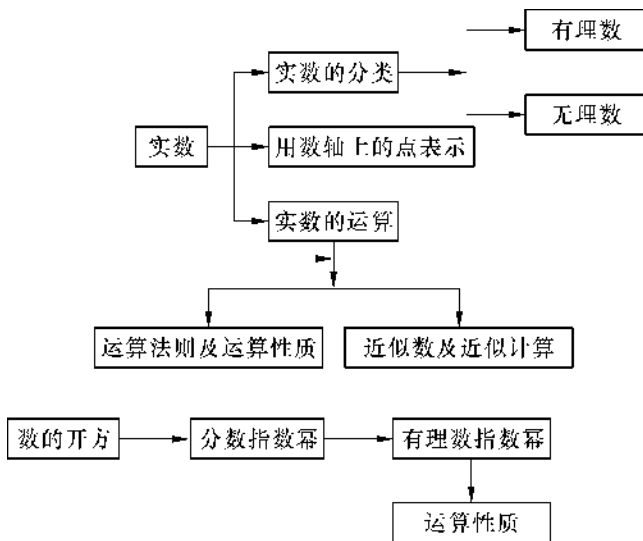 有理数
实数的分类
无理数
实数
用数轴上的点表示
实数的运算
运算法则及运算性质
近似数及近似计算
数的开方
分数指数幂
有理数指数幂
运算性质